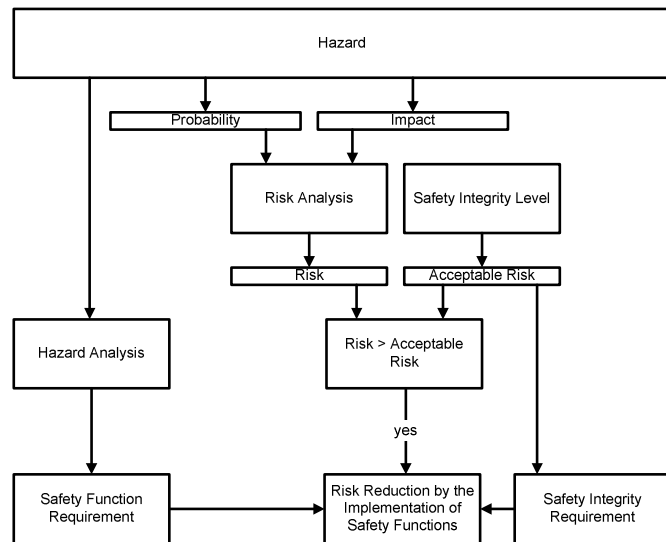 Hazard
Probability
Impact
Risk Analysis
Safety Integrity Level
Risk
Acceptable Risk
Hazard Analysis
Risk > Acceptable
Risk
yes
Safety Function
Requirement
Risk Reduction by the
Implementation of
Safety Functions
Safety Integrity
Requirement